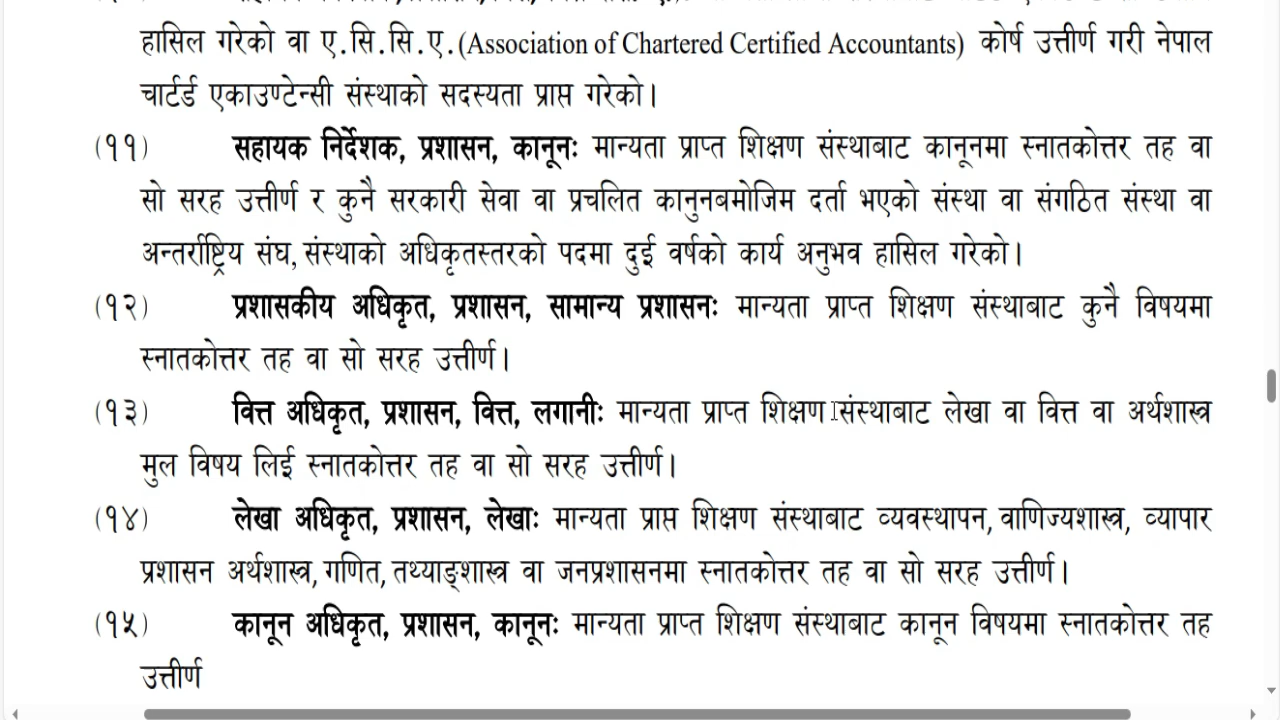 हासिल गरेको वा ए.सि.सि.ए.(Association of Chartered Certified Accountants) कोर्ष उत्तीर्ण गरी नेपाल
चार्टर्ड एकाउण्टेन्सी संस्थाको सदस्यता प्राप्त गरेको।
(११) सहायक निर्देशक, प्रशासन, कानूनः मान्यता प्राप्त शिक्षण संस्थाबाट कानूनमा स्नातकोत्तर तह वा
सो सरह उत्तीर्ण र कुनै सरकारी सेवा वा प्रचलित कानुनबमोजिम दर्ता भएको संस्था वा संगठित संस्था वा
अन्तर्राष्ट्रिय संघ, संस्थाको अधिकृतस्तरको पदमा दुई वर्षको कार्य अनुभव हासिल गरेको।
(१२) प्रशासकीय अधिकृत, प्रशासन, सामान्य प्रशासनः मान्यता प्राप्त शिक्षण संस्थाबाट कुनै विषयमा
स्नातकोत्तर तह वा सो सरह उत्तीर्ण।
(१३) वित्त अधिकृत, प्रशासन, वित्त, लगानीः मान्यता प्राप्त शिक्षण संस्थाबाट लेखा वा वित्त वा अर्थशास्त्र
मुल विषय लिई स्नातकोत्तर तह वा सो सरह उत्तीर्ण।
(१४) लेखा अधिकृत, प्रशासन, लेखाः मान्यता प्राप्त शिक्षण संस्थाबाट व्यवस्थापन, वाणिज्यशास्त्र, व्यापार
प्रशासन अर्थशास्त्र, गणित, तथ्याङ्शास्त्र वा जनप्रशासनमा स्नातकोत्तर तह वा सो सरह उत्तीर्ण।
(१५) कानून अधिकृत, प्रशासन, कानूनः मान्यता प्राप्त शिक्षण संस्थाबाट कानून विषयमा स्नातकोत्तर तह
उत्तीर्ण